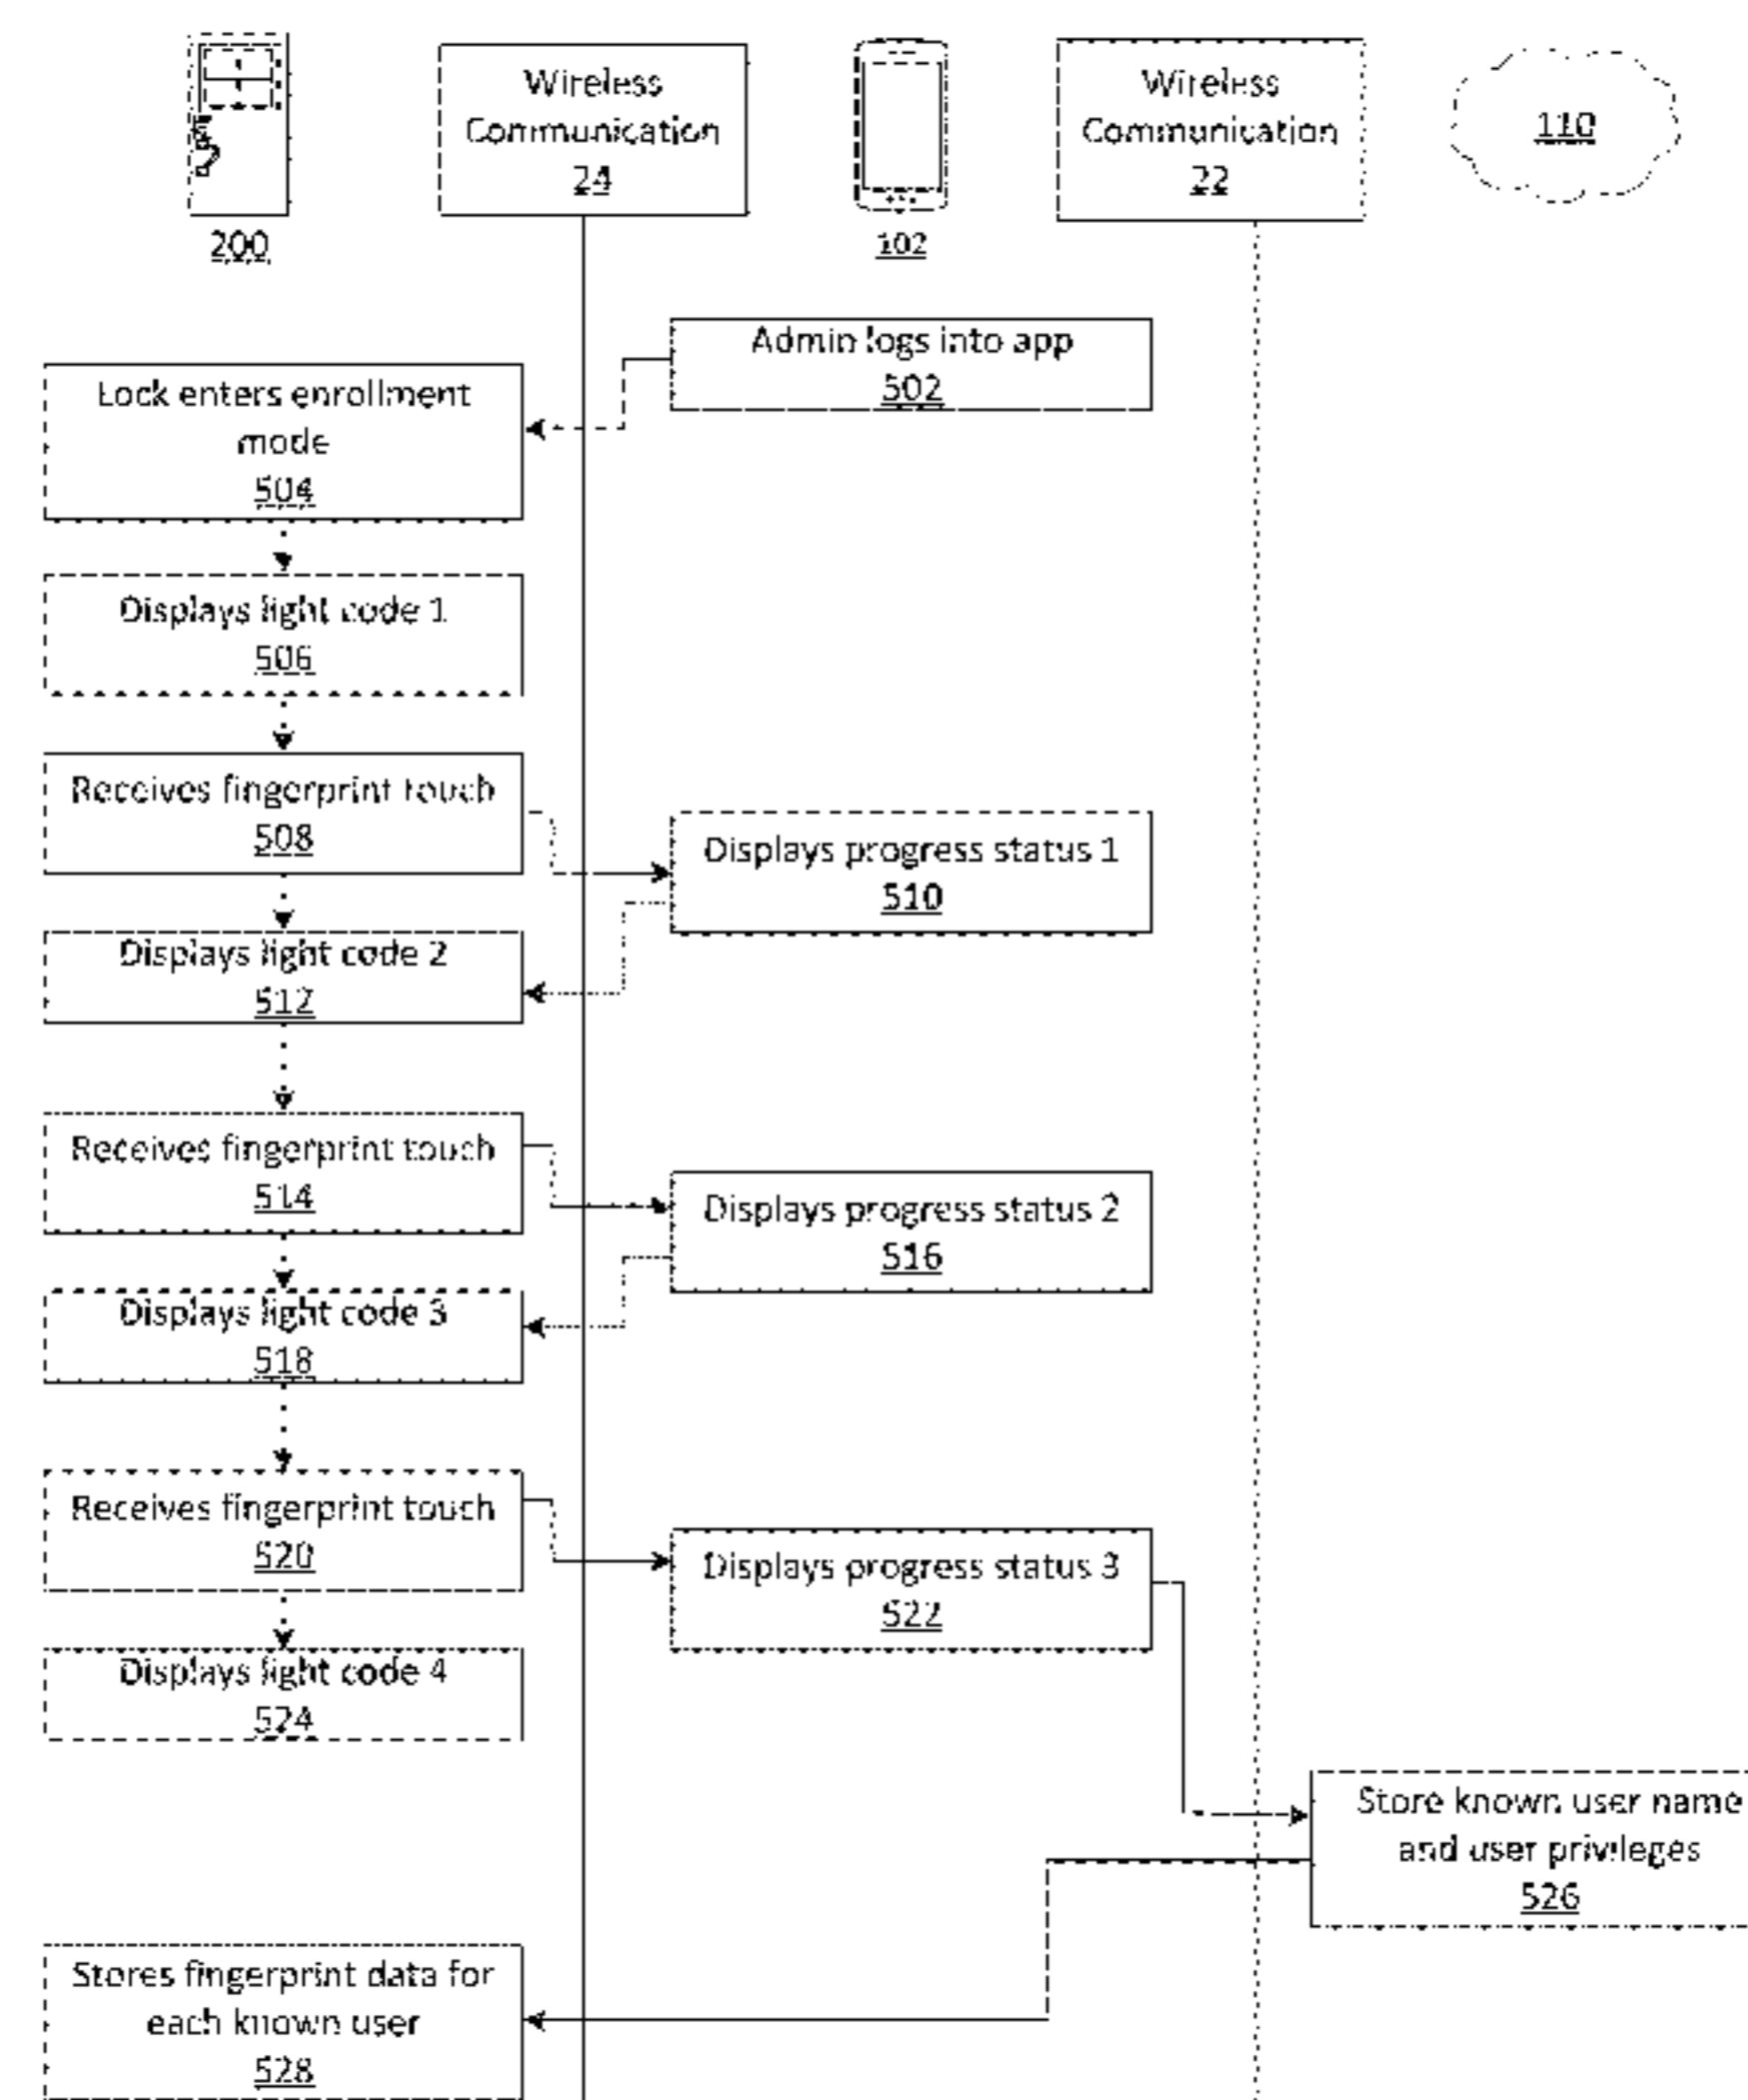 Wireless
Communication
24
Wireless
Communication
22
110
200
102
Admin logs into app
502
Lock enters enrollment
mode
504
Displays light code 1
506
Receives fingerprint touch
508
Displays progress status 1
510
Displays light code 2
512
Receives fingerprint touch
514
Displays progress status 2
516
Displays light code 3
518
Receives fingerprint touch
520
Displays progress status 3
522
Displays light code 4
524
Store known user name
and user privileges
526
Stores fingerprint data for
each known user
528